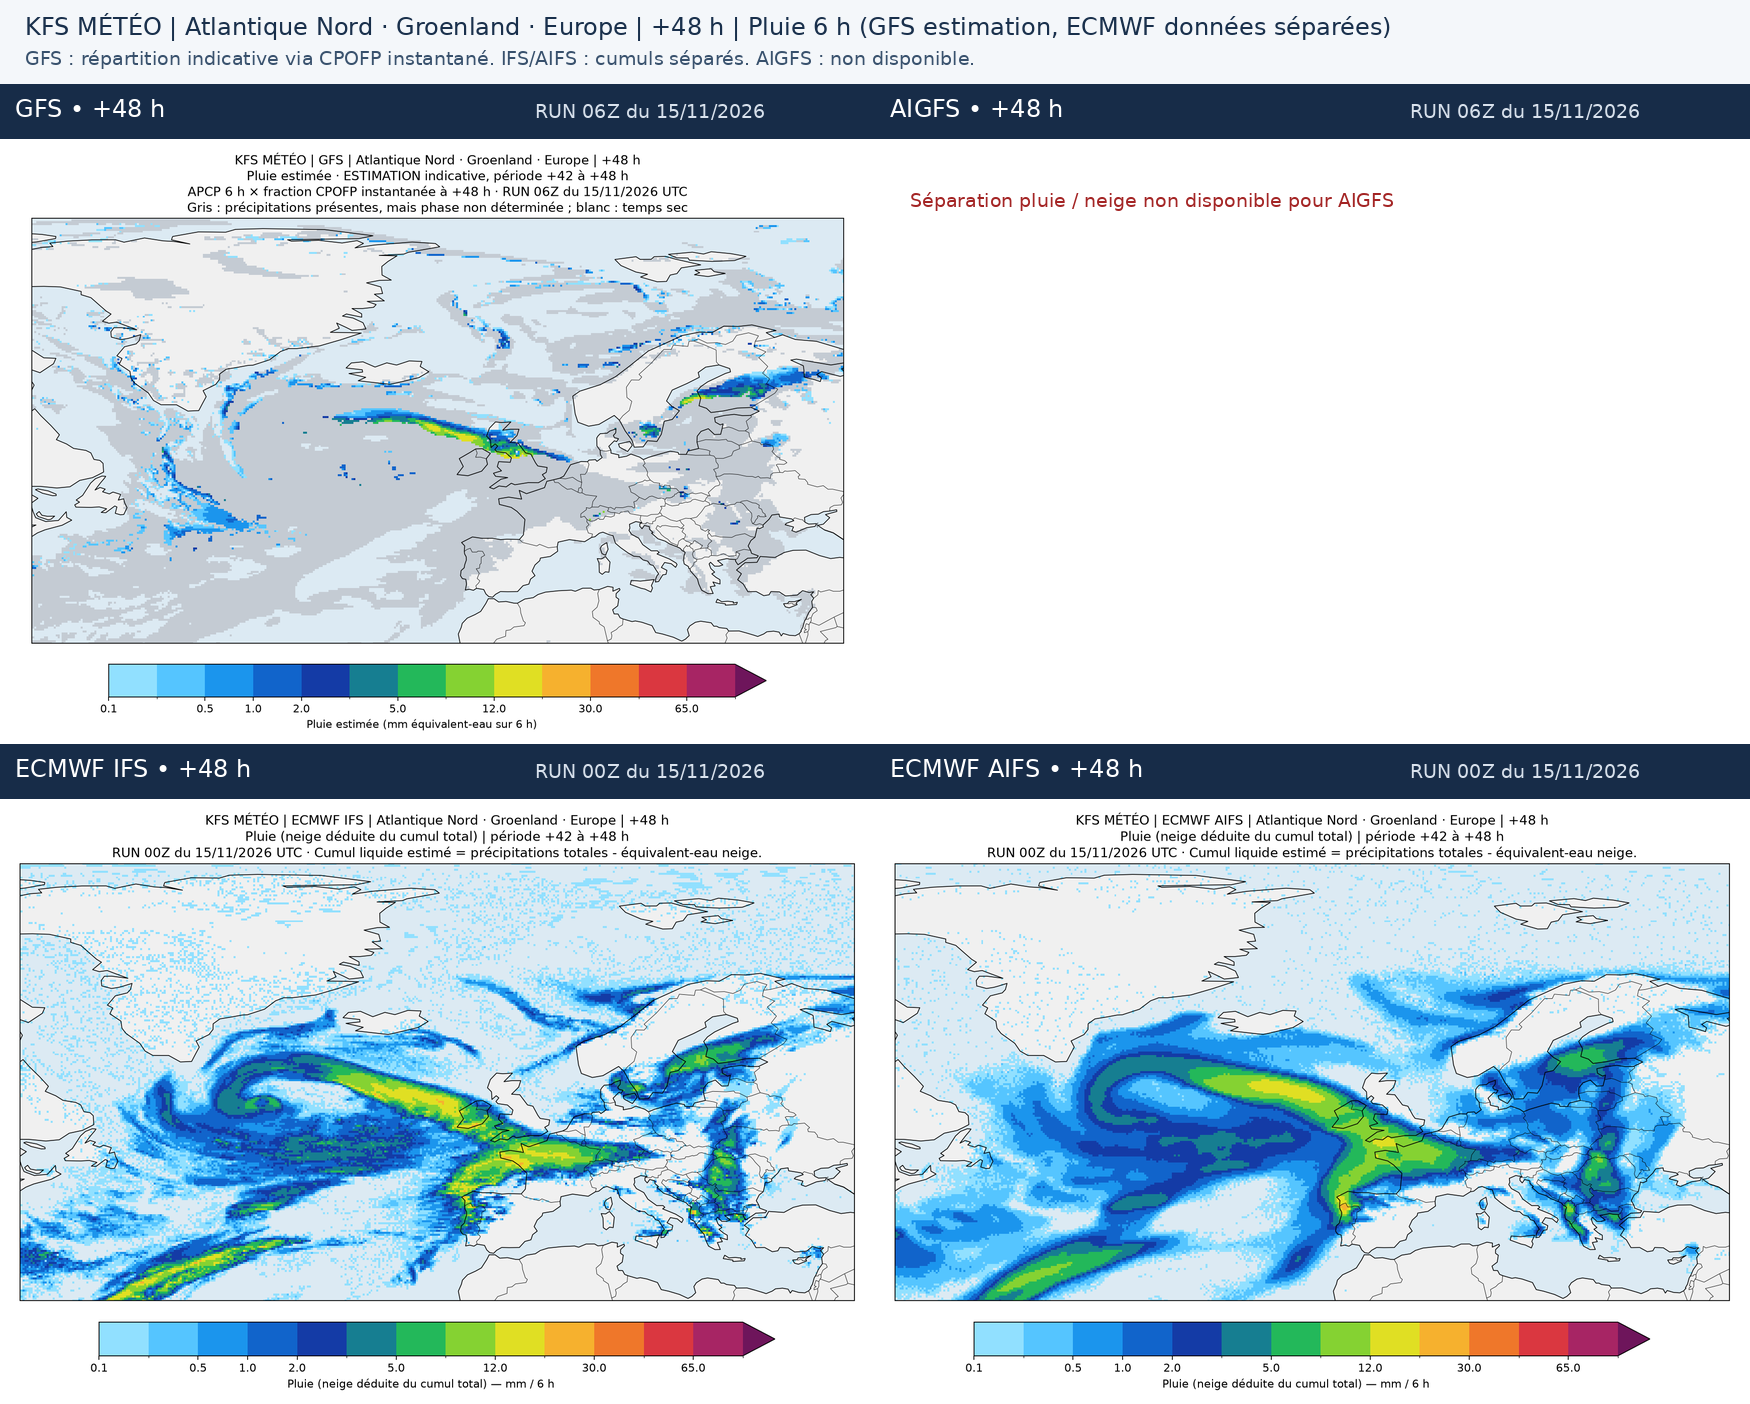 KFS MÉTÉO | Atlantique Nord · Groenland · Europe | +48 h | Pluie 6 h (GFS estimation, ECMWF données séparées)
GFS : répartition indicative via CPOFP instantané. IFS/AIFS : cumuls séparés. AIGFS : non disponible.
GFS • +48 h
RUN 06Z du 15/11/2026
AIGFS • +48 h
RUN 06Z du 15/11/2026
KFS MÉTÉO | GFS | Atlantique Nord · Groenland · Europe | +48 h
Pluie estimée · ESTIMATION indicative, période +42 à +48 h
APCP 6 h × fraction CPOFP instantanée à +48 h · RUN 06Z du 15/11/2026 UTC
Gris : précipitations présentes, mais phase non déterminée ; blanc : temps sec
Séparation pluie / neige non disponible pour AIGFS
0.1 0.5 1.0 2.0 5.0 12.0 30.0 65.0
Pluie estimée (mm équivalent-eau sur 6 h)
ECMWF IFS • +48 h
RUN 00Z du 15/11/2026
ECMWF AIFS • +48 h
RUN 00Z du 15/11/2026
KFS MÉTÉO | ECMWF IFS | Atlantique Nord · Groenland · Europe | +48 h
Pluie (neige déduite du cumul total) | période +42 à +48 h
RUN 00Z du 15/11/2026 UTC · Cumul liquide estimé = précipitations totales - équivalent-eau neige.
KFS MÉTÉO | ECMWF AIFS | Atlantique Nord · Groenland · Europe | +48 h
Pluie (neige déduite du cumul total) | période +42 à +48 h
RUN 00Z du 15/11/2026 UTC · Cumul liquide estimé = précipitations totales - équivalent-eau neige.
0.1 0.5 1.0 2.0 5.0 12.0 30.0 65.0
Pluie (neige déduite du cumul total) — mm / 6 h
0.1 0.5 1.0 2.0 5.0 12.0 30.0 65.0
Pluie (neige déduite du cumul total) — mm / 6 h